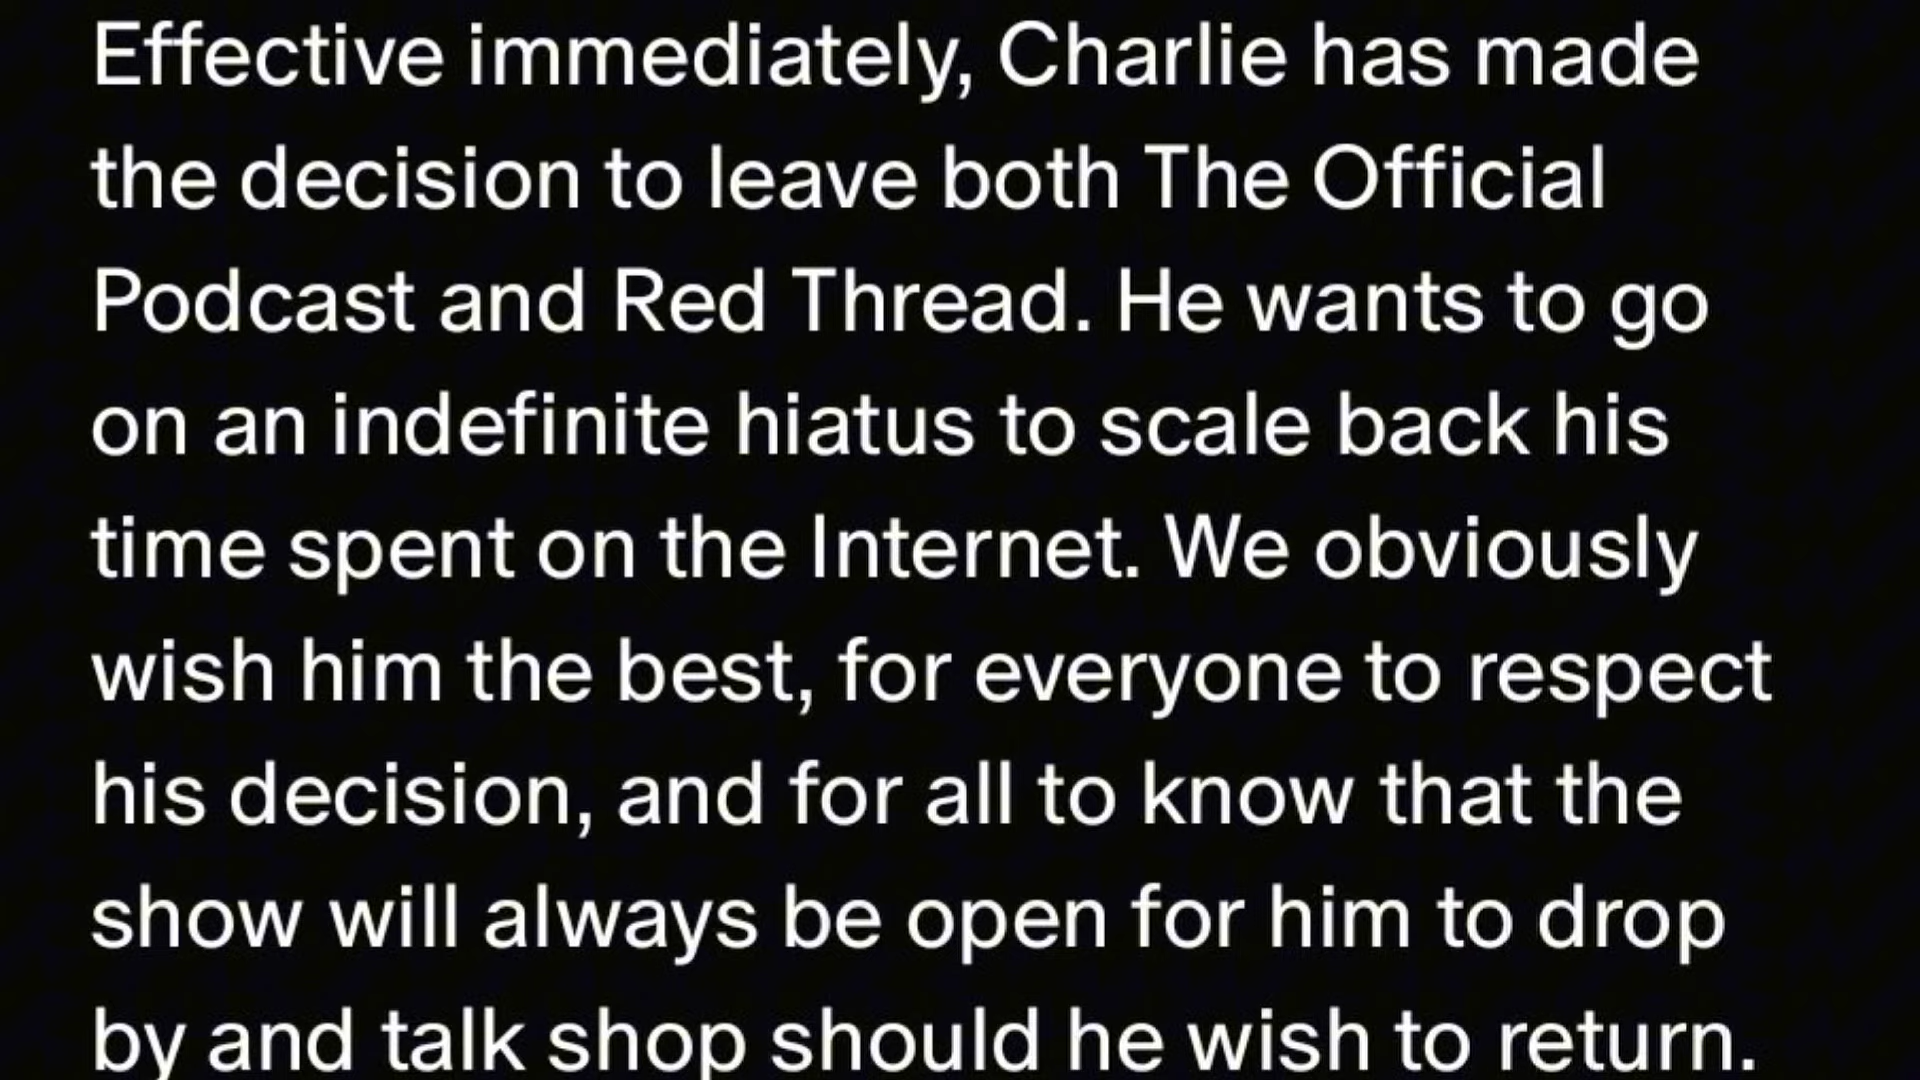 Effective immediately, Charlie has made
the decision to leave both The Official
Podcast and Red Thread. He wants to go
on an indefinite hiatus to scale back his
time spent on the Internet. We obviously
wish him the best, for everyone to respect
his decision, and for all to know that the
show will always be open for him to drop
by and talk shop should he wish to return.